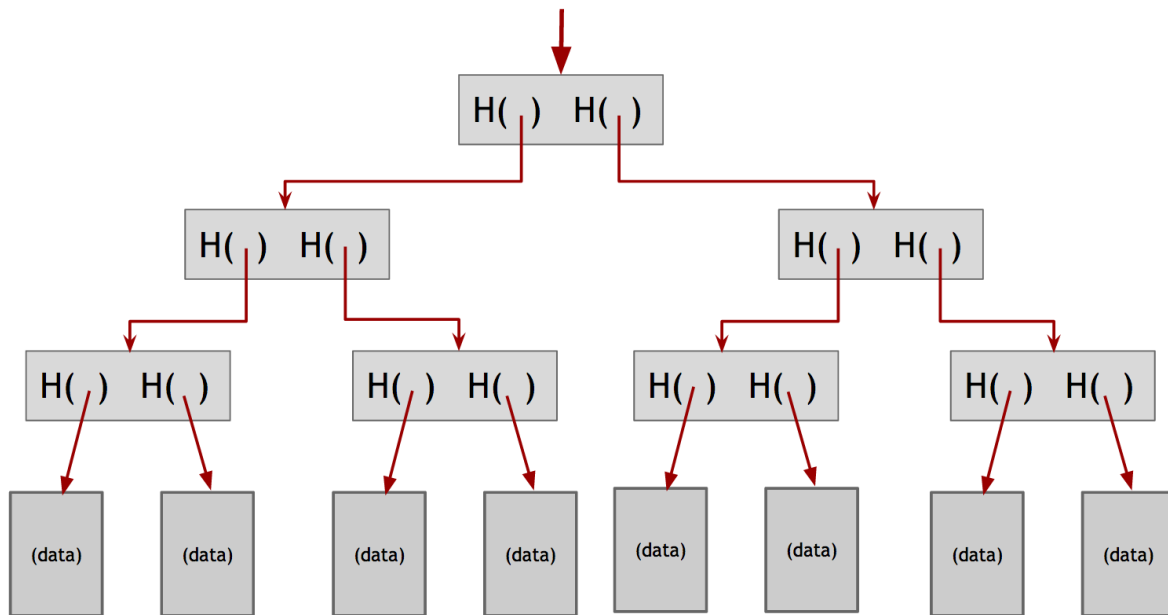 H( ) H( )
H( ) H( ) H( ) H( )
H( ) H( ) H( ) H( ) H( ) H( ) H( ) H( )
(data) (data) (data) (data) (data) (data) (data) (data)